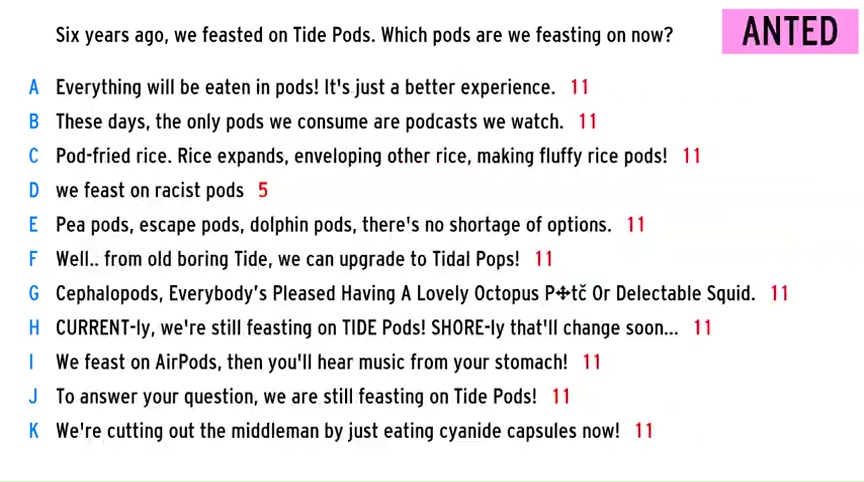 Six years ago, we feasted on Tide Pods. Which pods are we feasting on now?
ANTED
A Everything will be eaten in pods! It's just a better experience. 11
B These days, the only pods we consume are podcasts we watch. 11
C Pod-fried rice. Rice expands, enveloping other rice, making fluffy rice pods! 11
D we feast on racist pods 5
E Pea pods, escape pods, dolphin pods, there's no shortage of options. 11
F Well.. from old boring Tide, we can upgrade to Tidal Pops! 11
G Cephalopods, Everybody's Pleased Having A Lovely Octopus P✣tč Or Delectable Squid. 11
H CURRENT-ly, we're still feasting on TIDE Pods! SHORE-ly that'll change soon... 11
I We feast on AirPods, then you'll hear music from your stomach! 11
J To answer your question, we are still feasting on Tide Pods! 11
K We're cutting out the middleman by just eating cyanide capsules now! 11